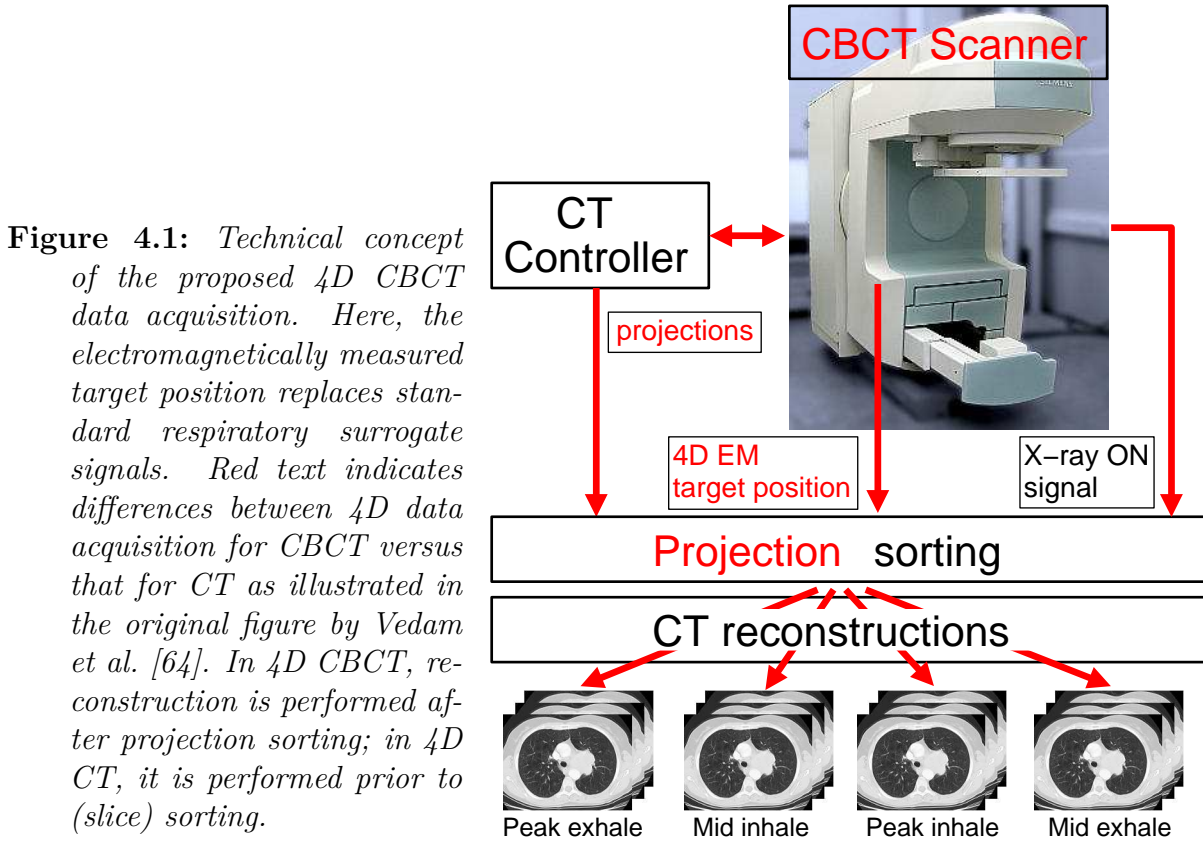 Figure 4.1: Technical concept
of the proposed 4D CBCT
data acquisition. Here, the
electromagnetically measured
target position replaces stan-
dard respiratory surrogate
signals. Red text indicates
differences between 4D data
acquisition for CBCT versus
that for CT as illustrated in
the original figure by Vedam
et al. [64]. In 4D CBCT, re-
construction is performed af-
ter projection sorting; in 4D
CT, it is performed prior to
(slice) sorting.
CBCT Scanner
SIEMENS
CT
Controller
projections
4D EM
target position
X−ray ON
signal
Projection sorting
CT reconstructions
Peak exhale Mid inhale Peak inhale Mid exhale